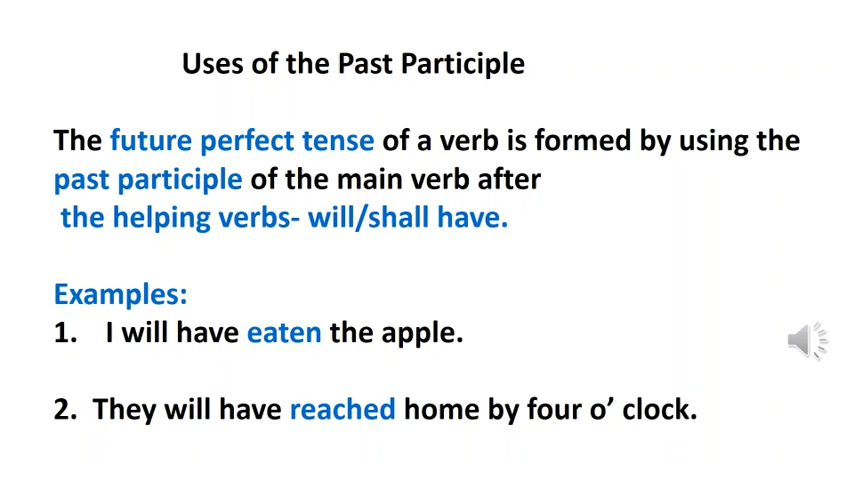 Uses of the Past Participle
The future perfect tense of a verb is formed by using the
past participle of the main verb after
the helping verbs- will/shall have.
Examples:
1. I will have eaten the apple.
2. They will have reached home by four o’ clock.